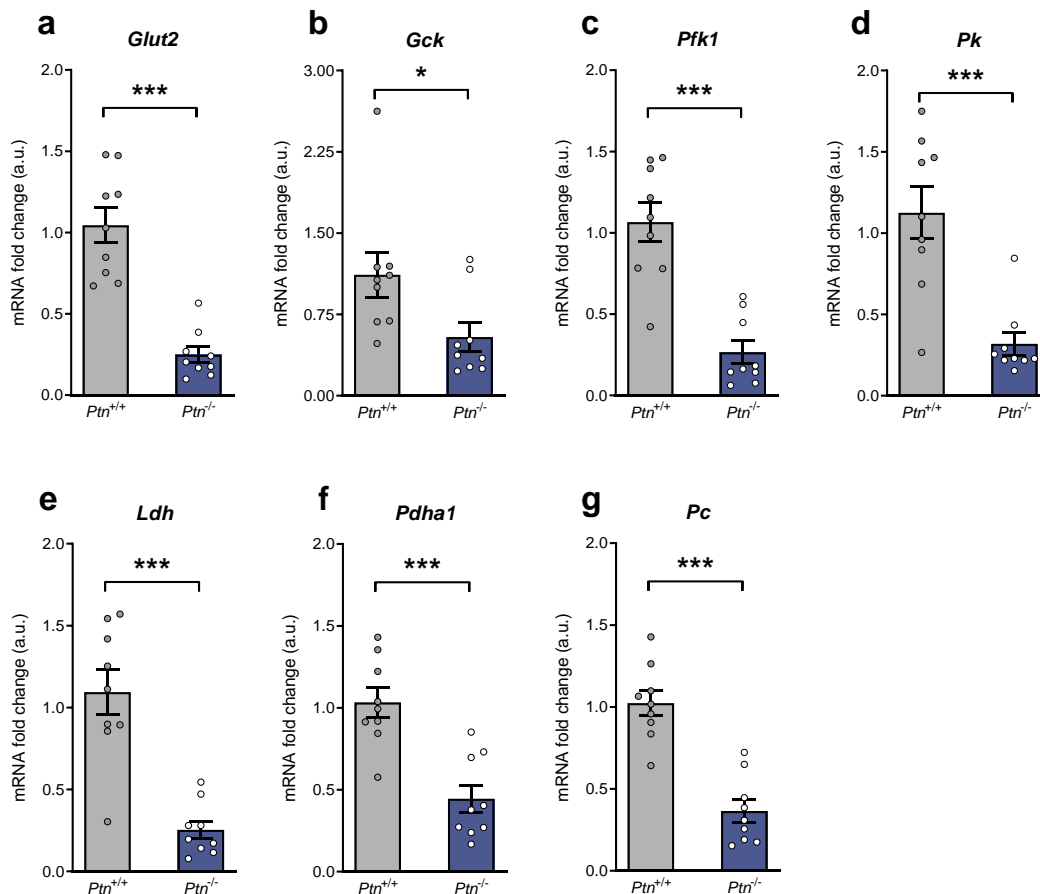 a
Glut2
mRNA fold change (a.u.)
2.0
1.5
1.0
0.5
0.0
***
Ptn+/+
Ptn-/-
b
Gck
mRNA fold change (a.u.)
3.00
2.25
1.50
0.75
0.00
*
Ptn+/+
Ptn-/-
c
Pfk1
mRNA fold change (a.u.)
2.0
1.5
1.0
0.5
0.0
***
Ptn+/+
Ptn-/-
d
Pk
mRNA fold change (a.u.)
2.0
1.5
1.0
0.5
0.0
***
Ptn+/+
Ptn-/-
e
Ldh
mRNA fold change (a.u.)
2.0
1.5
1.0
0.5
0.0
***
Ptn+/+
Ptn-/-
f
Pdha1
mRNA fold change (a.u.)
2.0
1.5
1.0
0.5
0.0
***
Ptn+/+
Ptn-/-
g
Pc
mRNA fold change (a.u.)
2.0
1.5
1.0
0.5
0.0
***
Ptn+/+
Ptn-/-